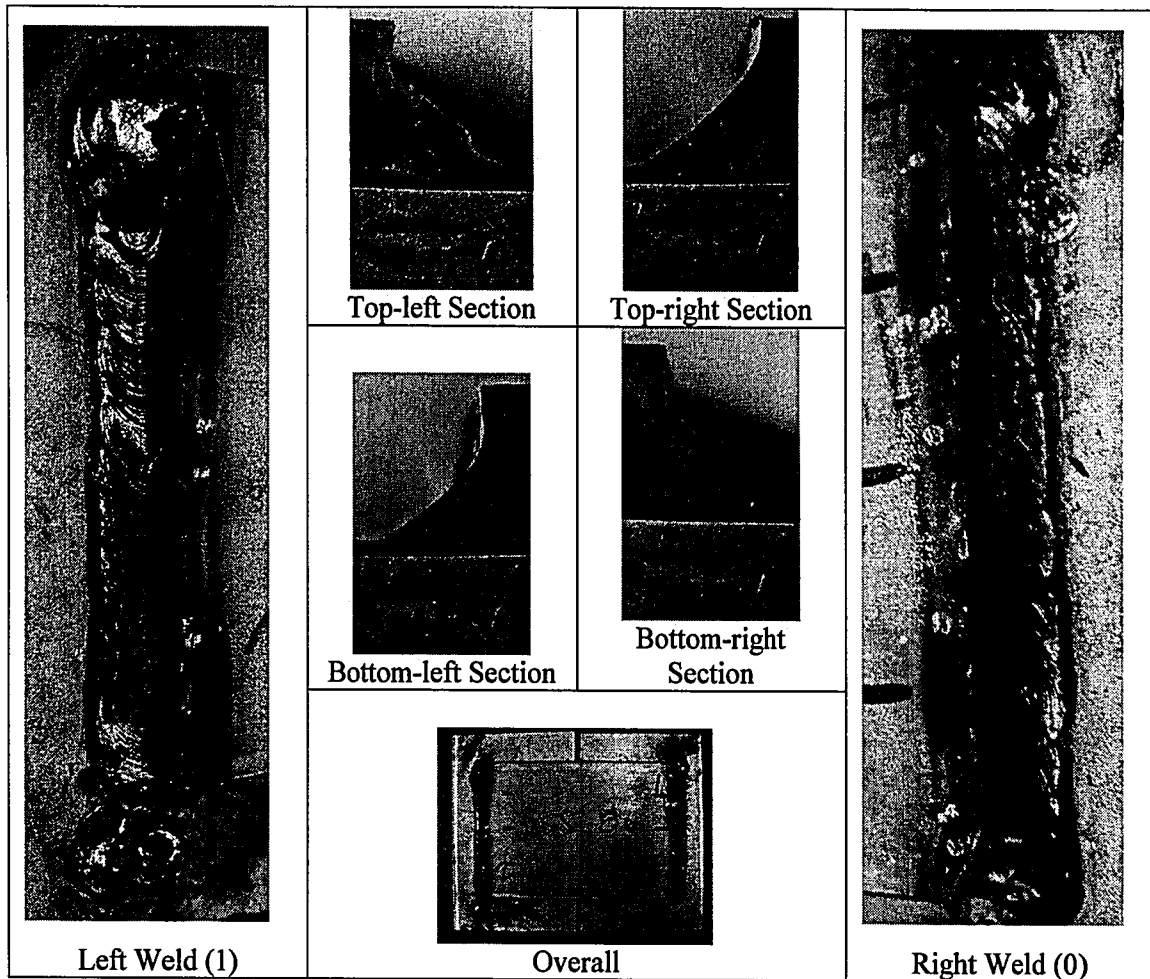 Top-left Section
Top-right Section
Bottom-left Section
Bottom-right
Section
Left Weld (1)
Overall
Right Weld (0)